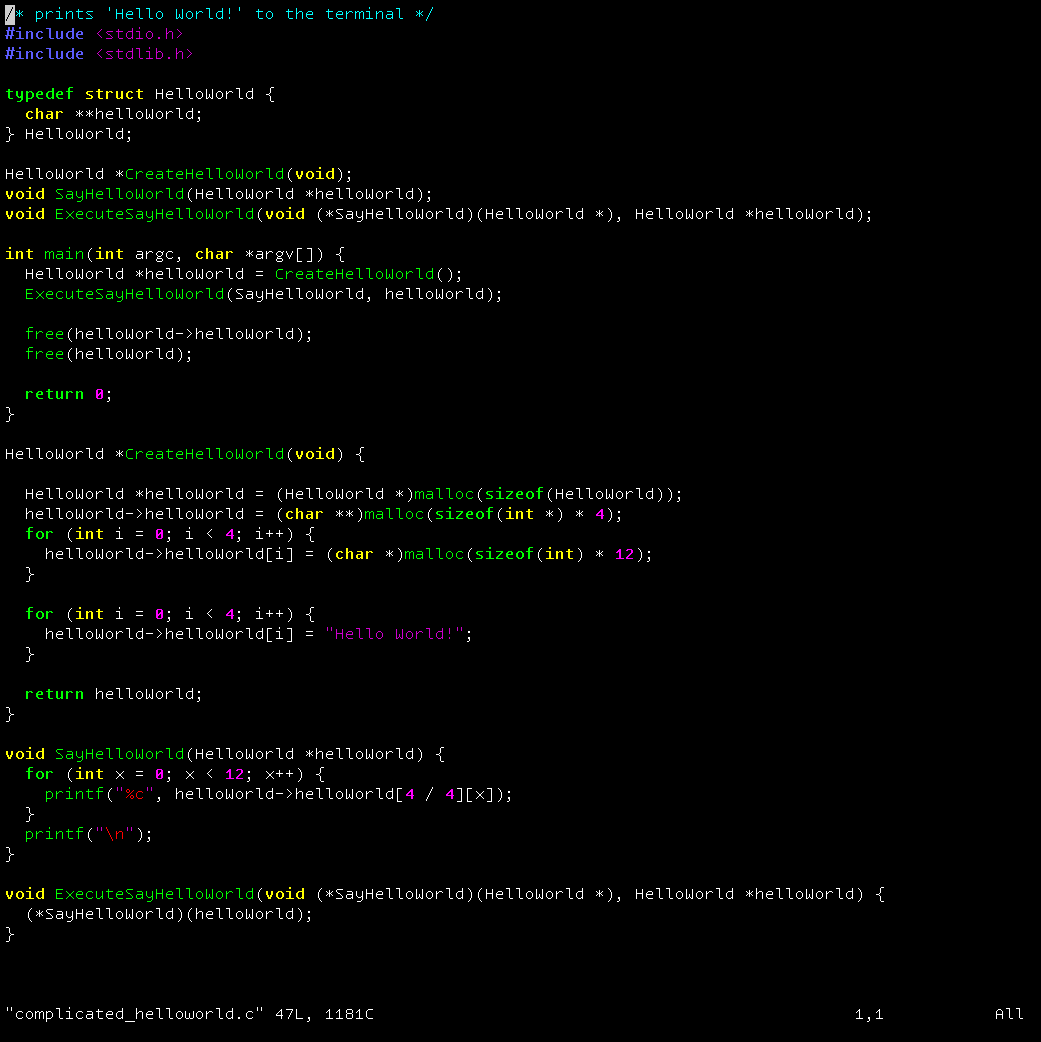 /* prints 'Hello World!' to the terminal */
#include <stdio.h>
#include <stdlib.h>

typedef struct HelloWorld {
  char **helloWorld;
} HelloWorld;

HelloWorld *CreateHelloWorld(void);
void SayHelloWorld(HelloWorld *helloWorld);
void ExecuteSayHelloWorld(void (*SayHelloWorld)(HelloWorld *), HelloWorld *helloWorld);

int main(int argc, char *argv[]) {
  HelloWorld *helloWorld = CreateHelloWorld();
  ExecuteSayHelloWorld(SayHelloWorld, helloWorld);

  free(helloWorld->helloWorld);
  free(helloWorld);

  return 0;
}

HelloWorld *CreateHelloWorld(void) {

  HelloWorld *helloWorld = (HelloWorld *)malloc(sizeof(HelloWorld));
  helloWorld->helloWorld = (char **)malloc(sizeof(int *) * 4);
  for (int i = 0; i < 4; i++) {
    helloWorld->helloWorld[i] = (char *)malloc(sizeof(int) * 12);
  }

  for (int i = 0; i < 4; i++) {
    helloWorld->helloWorld[i] = "Hello World!";
  }

  return helloWorld;
}

void SayHelloWorld(HelloWorld *helloWorld) {
  for (int x = 0; x < 12; x++) {
    printf("%c", helloWorld->helloWorld[4 / 4][x]);
  }
  printf("\n");
}

void ExecuteSayHelloWorld(void (*SayHelloWorld)(HelloWorld *), HelloWorld *helloWorld) {
  (*SayHelloWorld)(helloWorld);
}

"complicated_helloworld.c" 47L, 1181C 1,1 All